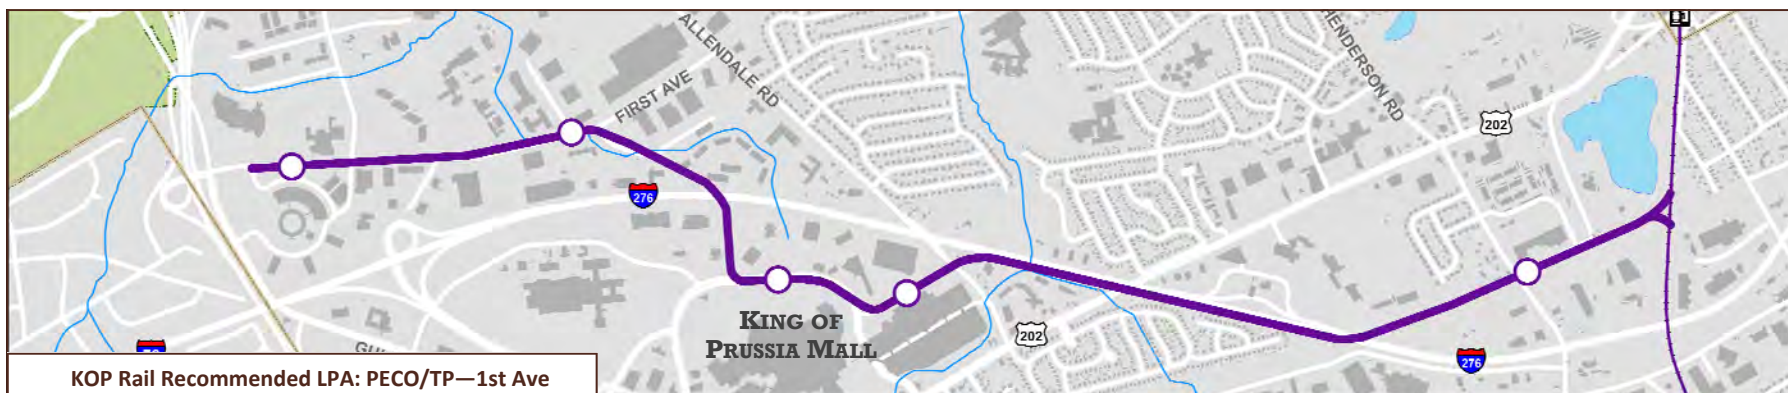 ALLENDALE RD
FIRST AVE
HENDERSON RD
202
276
KING OF
PRUSSIA MALL
202
276
GU
KOP Rail Recommended LPA: PECO/TP—1st Ave